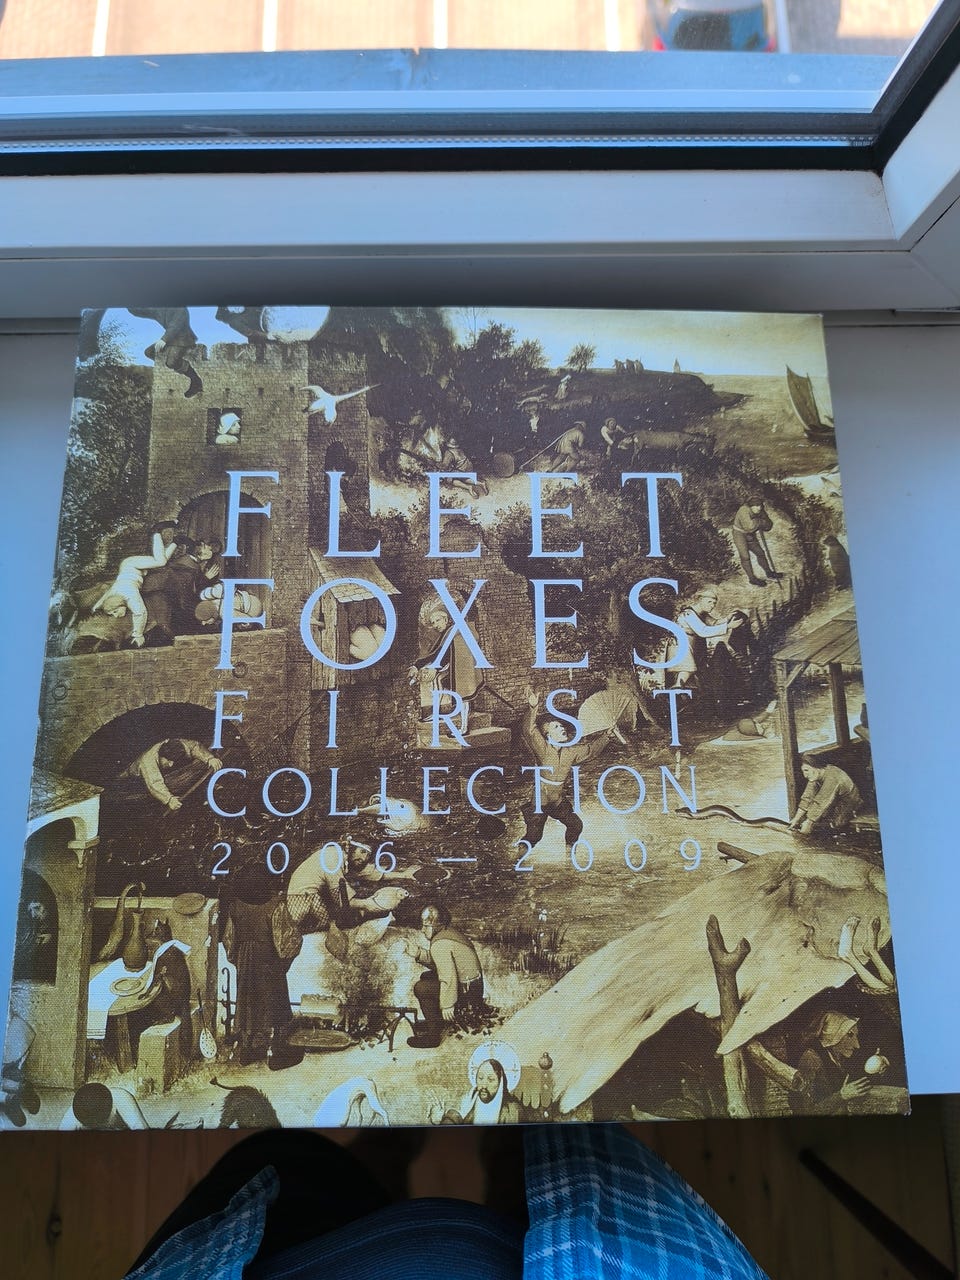 FLEET
FOXES
FIRST
COLLECTION
2006 — 2009